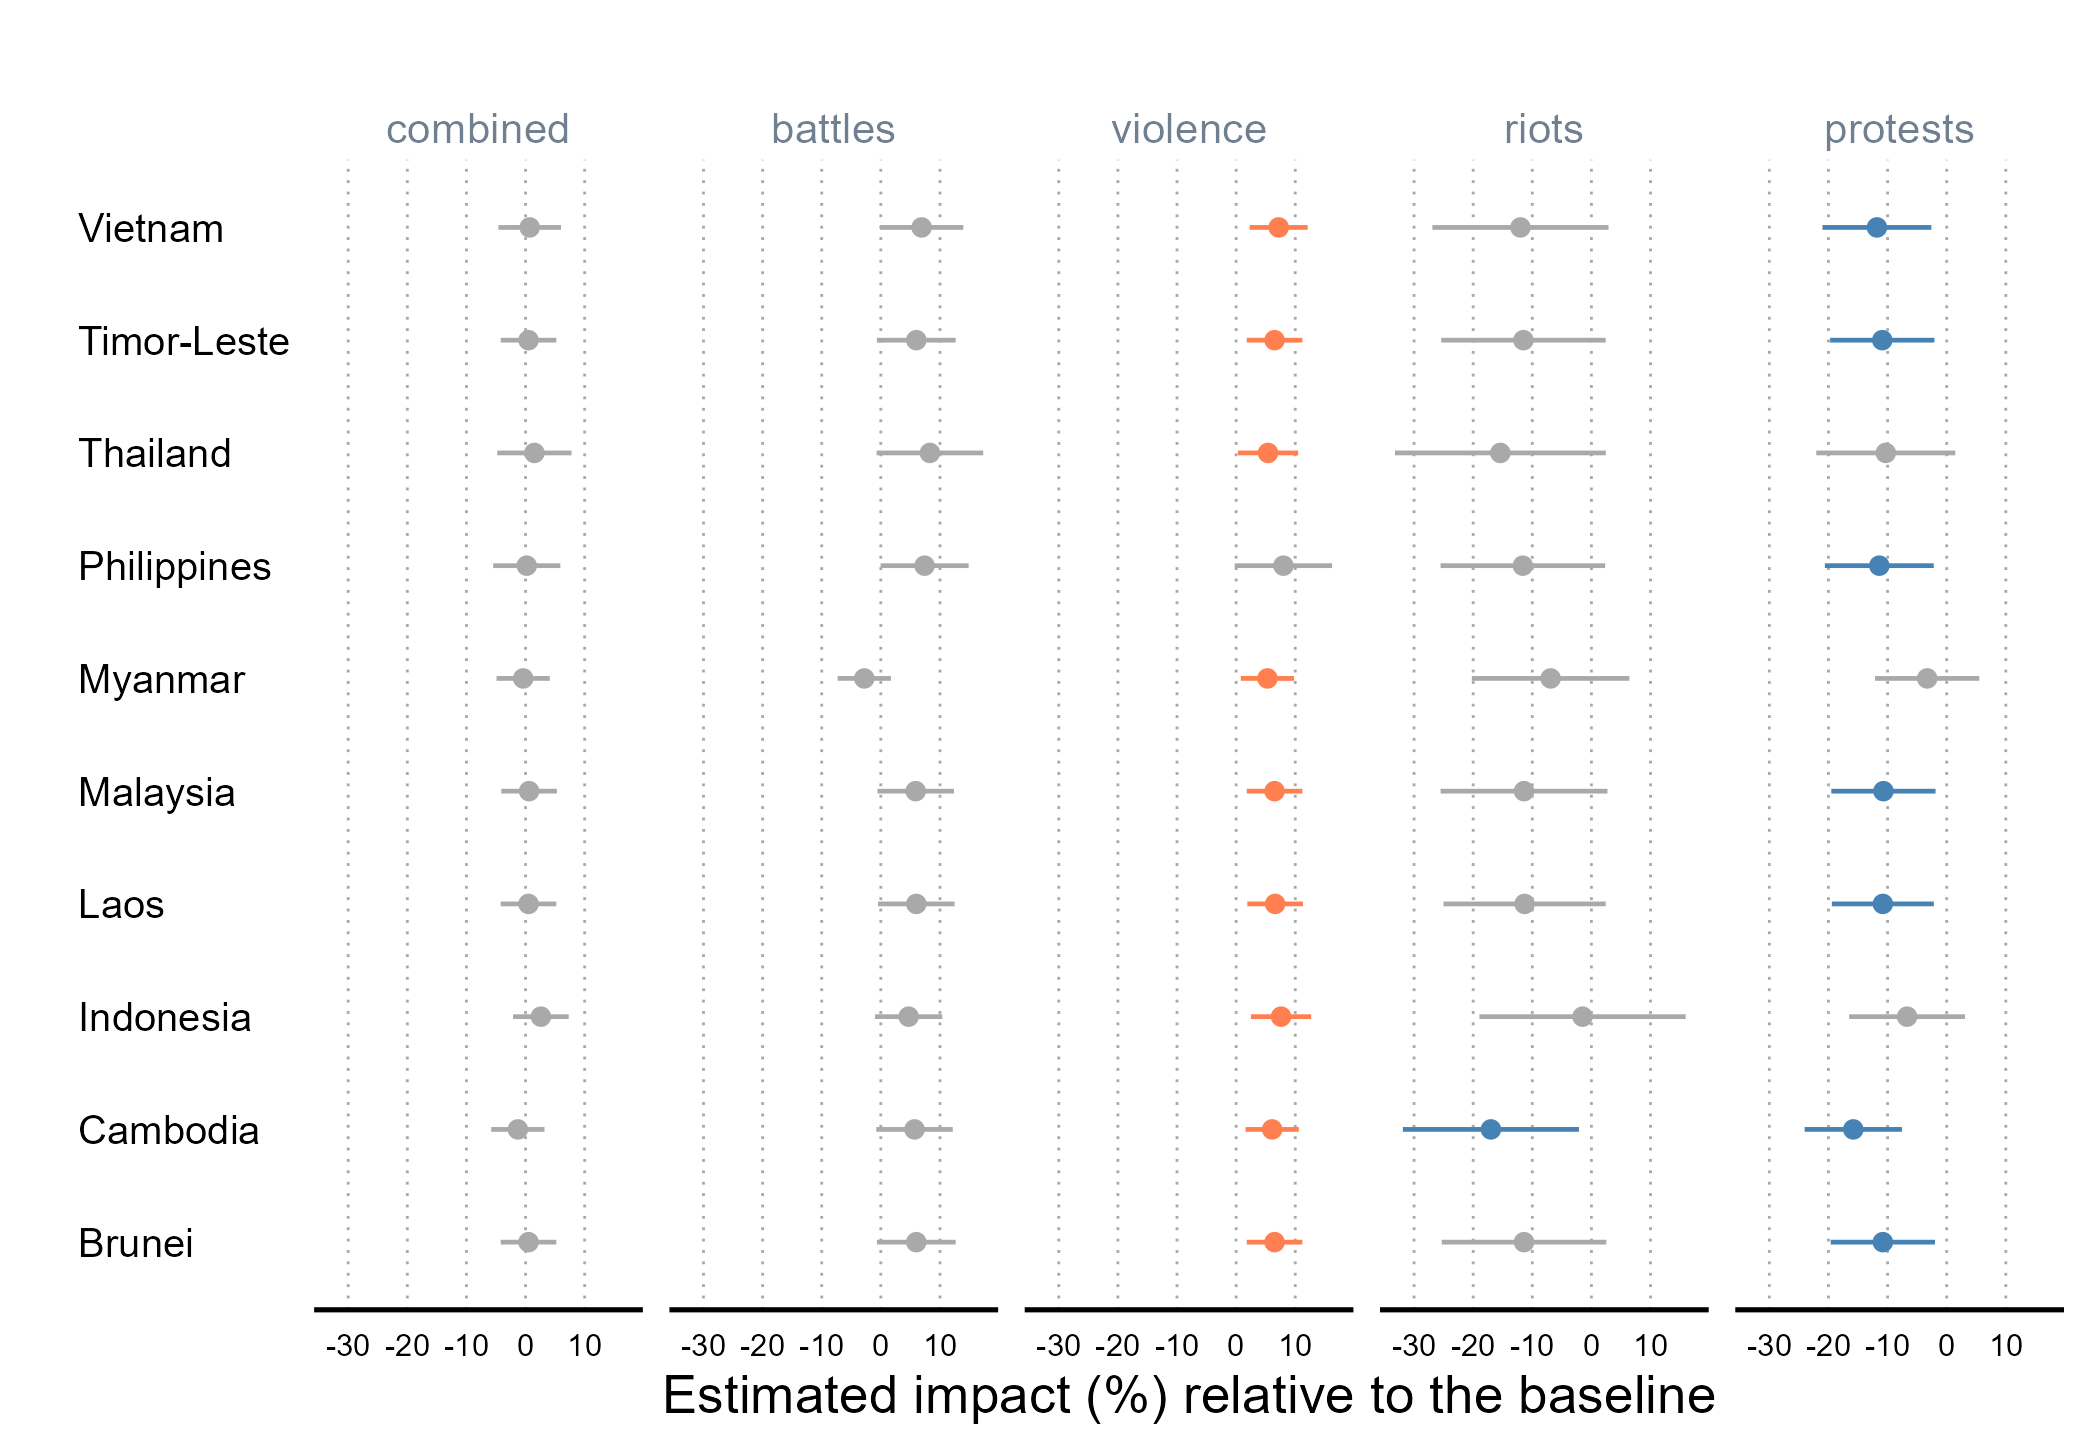 combined battles violence riots protests
Vietnam
Timor-Leste
Thailand
Philippines
Myanmar
Malaysia
Laos
Indonesia
Cambodia
Brunei
-30 -20 -10 0 10 -30 -20 -10 0 10 -30 -20 -10 0 10 -30 -20 -10 0 10 -30 -20 -10 0 10
Estimated impact (%) relative to the baseline